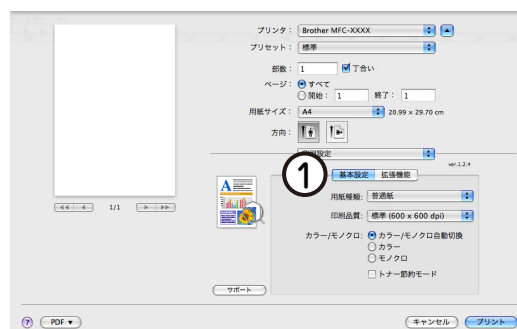 プリンタ： Brother MFC-XXXX
プリセット： 標準
部数： 1 丁合い
ページ： すべて
開始： 1 終了： 1
用紙サイズ： A4 20.99 x 29.70 cm
方向：
印刷設定
ver.1.2.4
1
基本設定 拡張機能
用紙種類: 普通紙
印刷品質: 標準 (600 x 600 dpi)
カラー/モノクロ: カラー/モノクロ自動切換
カラー
モノクロ
トナー節約モード
1/1
サポート
? PDF▼ キャンセル プリント